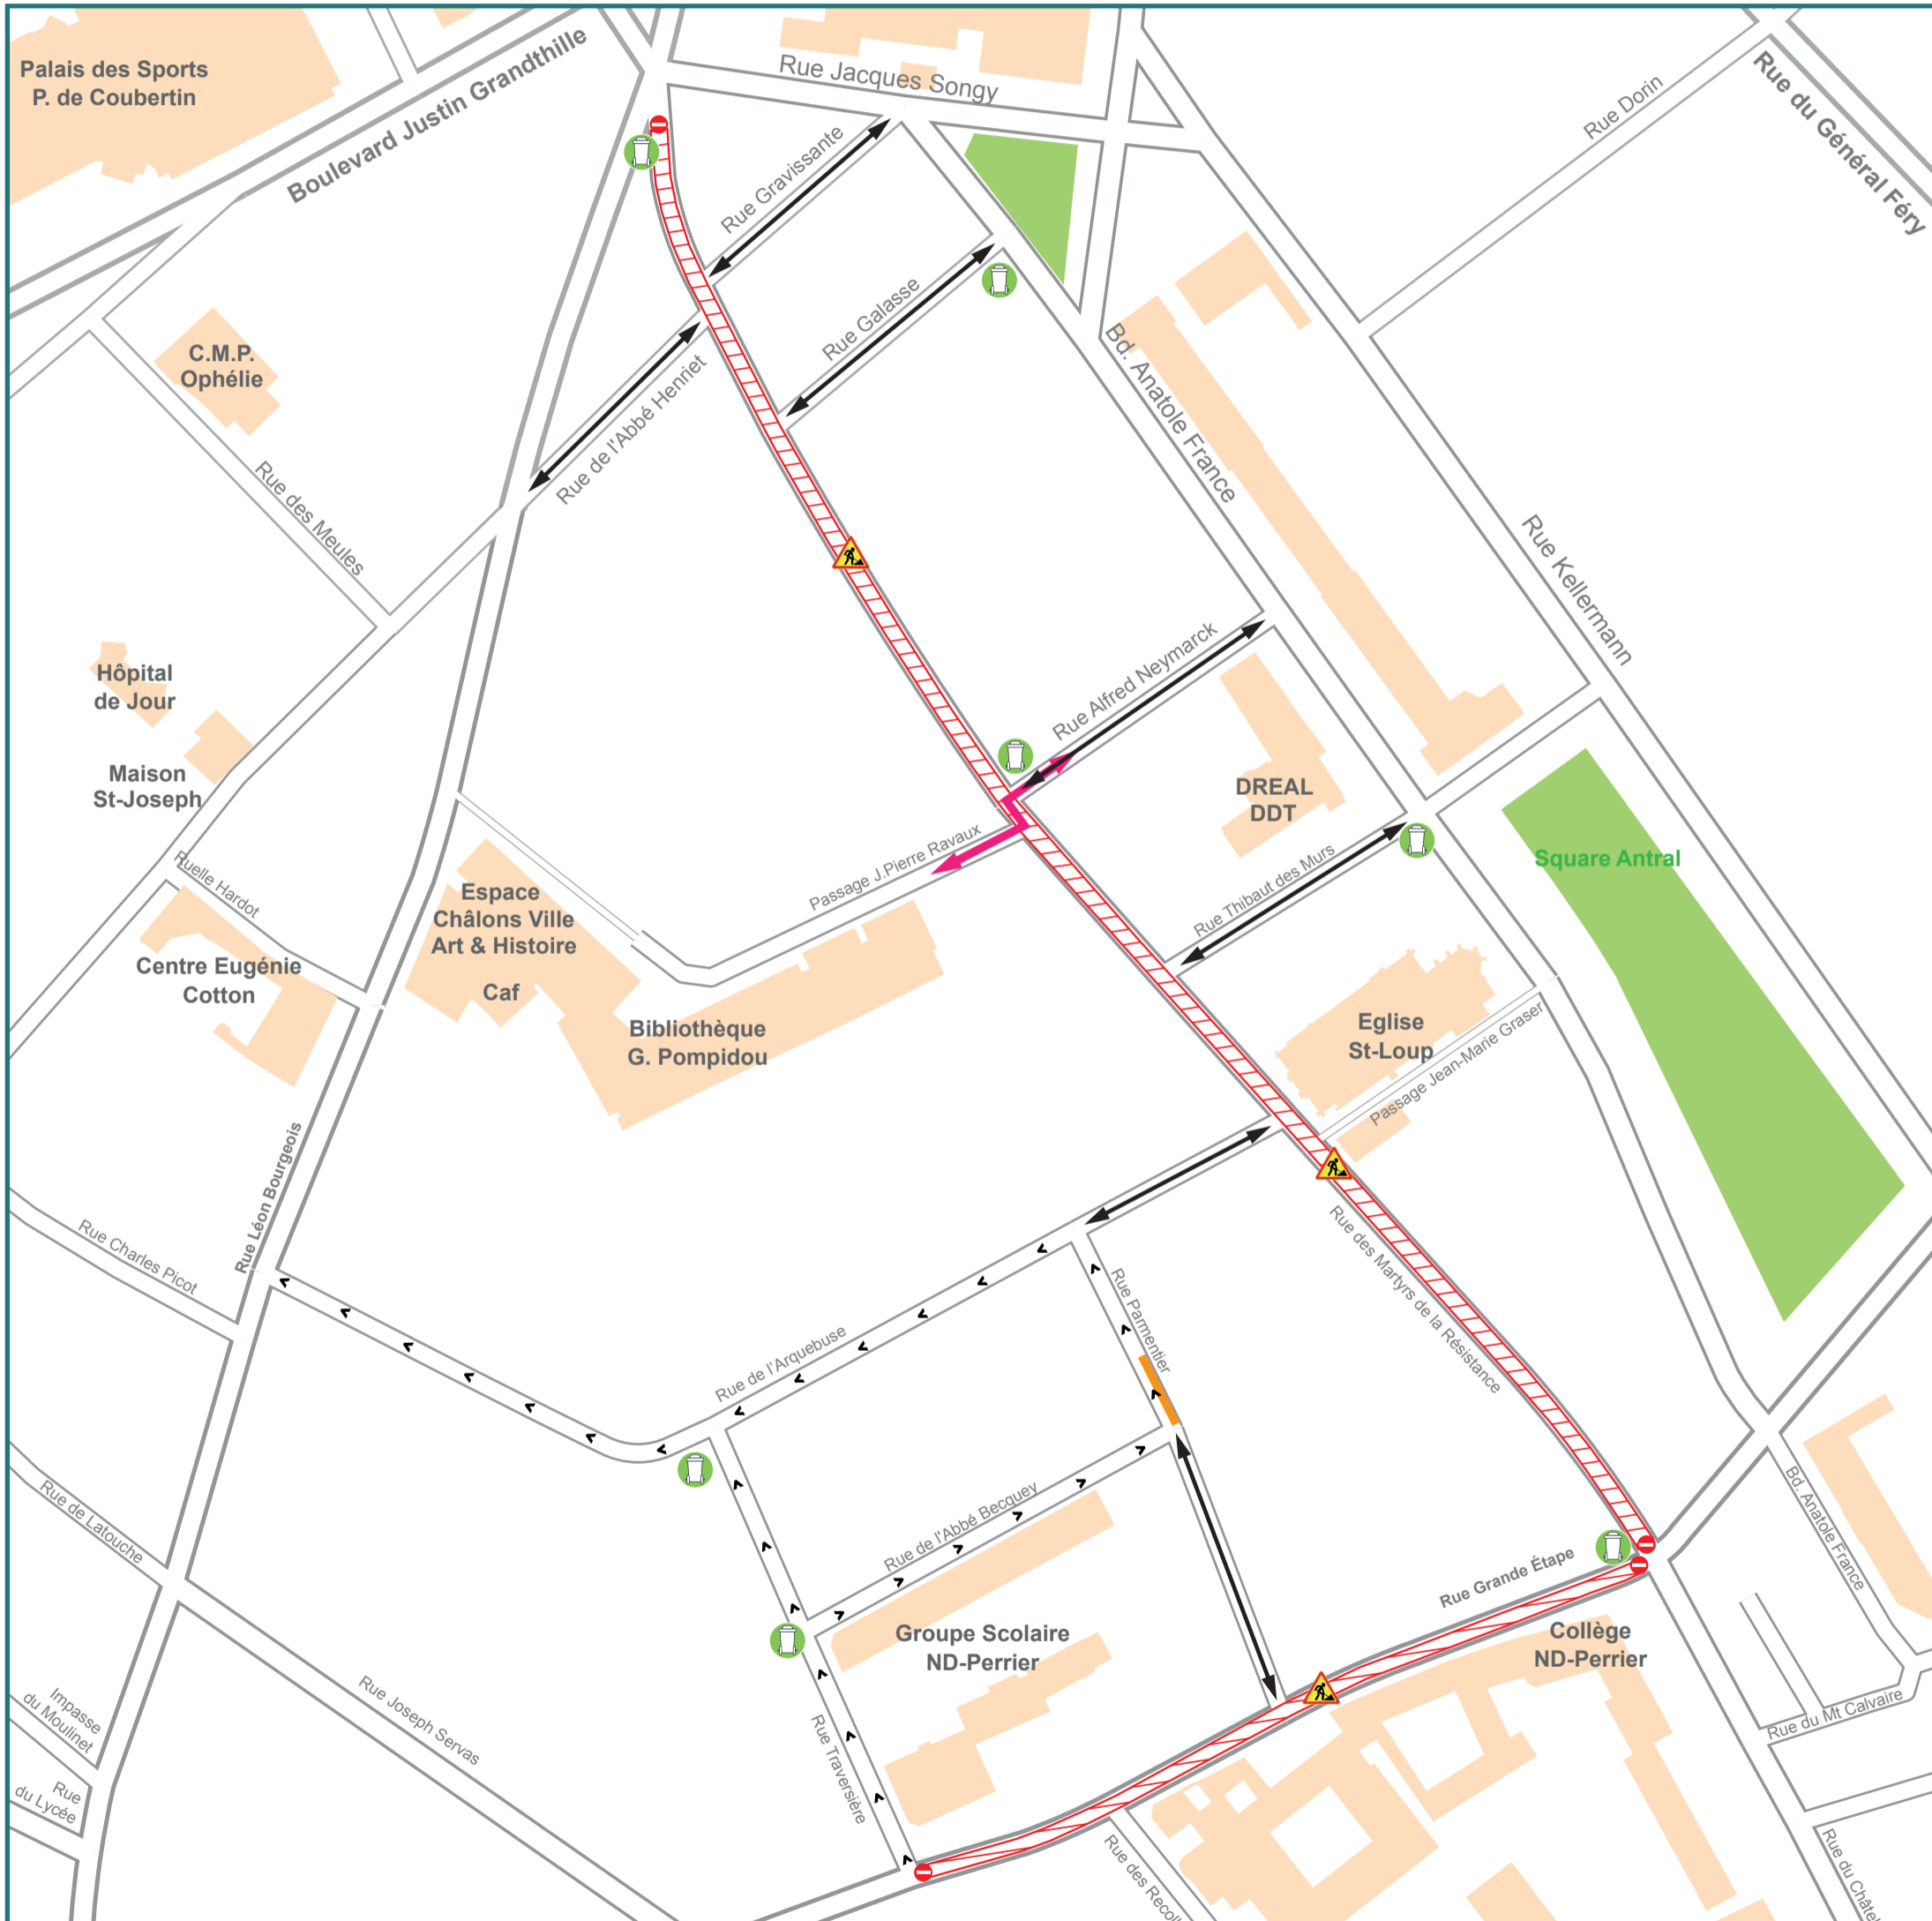 Palais des Sports
P. de Coubertin
Boulevard Justin Grandthille
Rue Jacques Songy
Rue Dorin
Rue du Général Féry
Rue Gravissante
Rue Galasse
Rue de l'Abbé Henriet
Bd. Anatole France
C.M.P.
Ophélie
Rue des Meules
Rue Kellermann
Hôpital
de Jour
Maison
St-Joseph
Rue Alfred Neymarck
DREAL
DDT
Passage J.Pierre Ravaux
Rue Thibaut des Murs
Square Antral
Ruelle Hardot
Espace
Châlons Ville
Art & Histoire
Caf
Centre Eugénie
Cotton
Bibliothèque
G. Pompidou
Eglise
St-Loup
Passage Jean-Marie Graser
Rue Léon Bourgeois
Rue Charles Picot
Rue Parmentier
Rue des Martyrs de la Résistance
Rue de l'Arquebuse
Rue de Latouche
Rue de l'Abbé Becquey
Bd. Anatole France
Rue Grande Étape
Groupe Scolaire
ND-Perrier
Collège
ND-Perrier
Impasse
du Moulinet
Rue Joseph Servas
Rue Traversière
Rue du Mt Calvaire
Rue
du Lycée
Rue des Recoll
Rue du Châtel